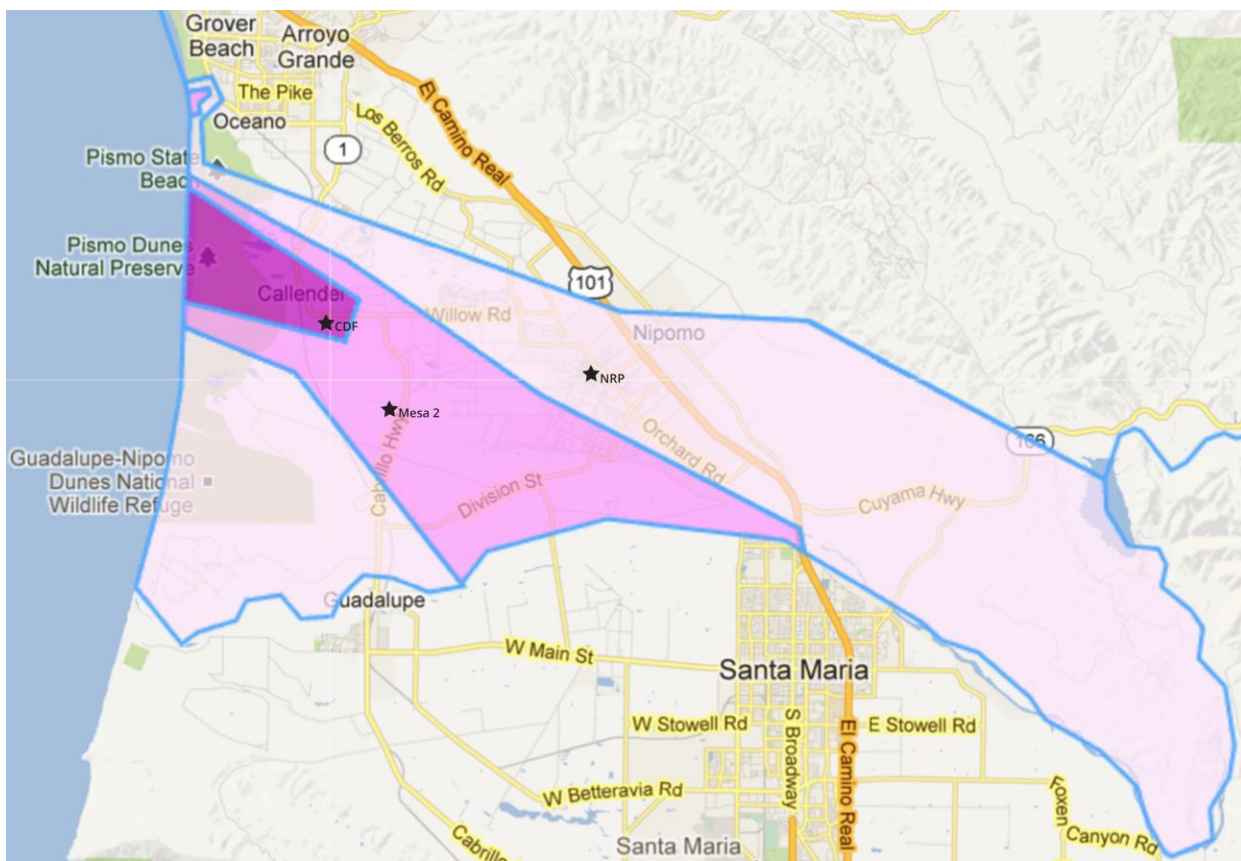 Grover
Beach
Arroyo
Grande
The Pike
Oceano
El Camino Real
Los Berros Rd
1
Pismo State
Beach
Pismo Dunes
Natural Preserve
Callender
CDF
Willow Rd
101
Nipomo
NRP
Mesa 2
Orchard Rd
Cabrillo Hwy
Division St
166
Cuyama Hwy
Guadalupe-Nipomo
Dunes National
Wildlife Refuge
Guadalupe
W Main St
Santa Maria
W Stowell Rd
S Broadway
El Camino Real
E Stowell Rd
W Betteravia Rd
Foxen
Canyon Rd
Cabrillo
Santa Maria